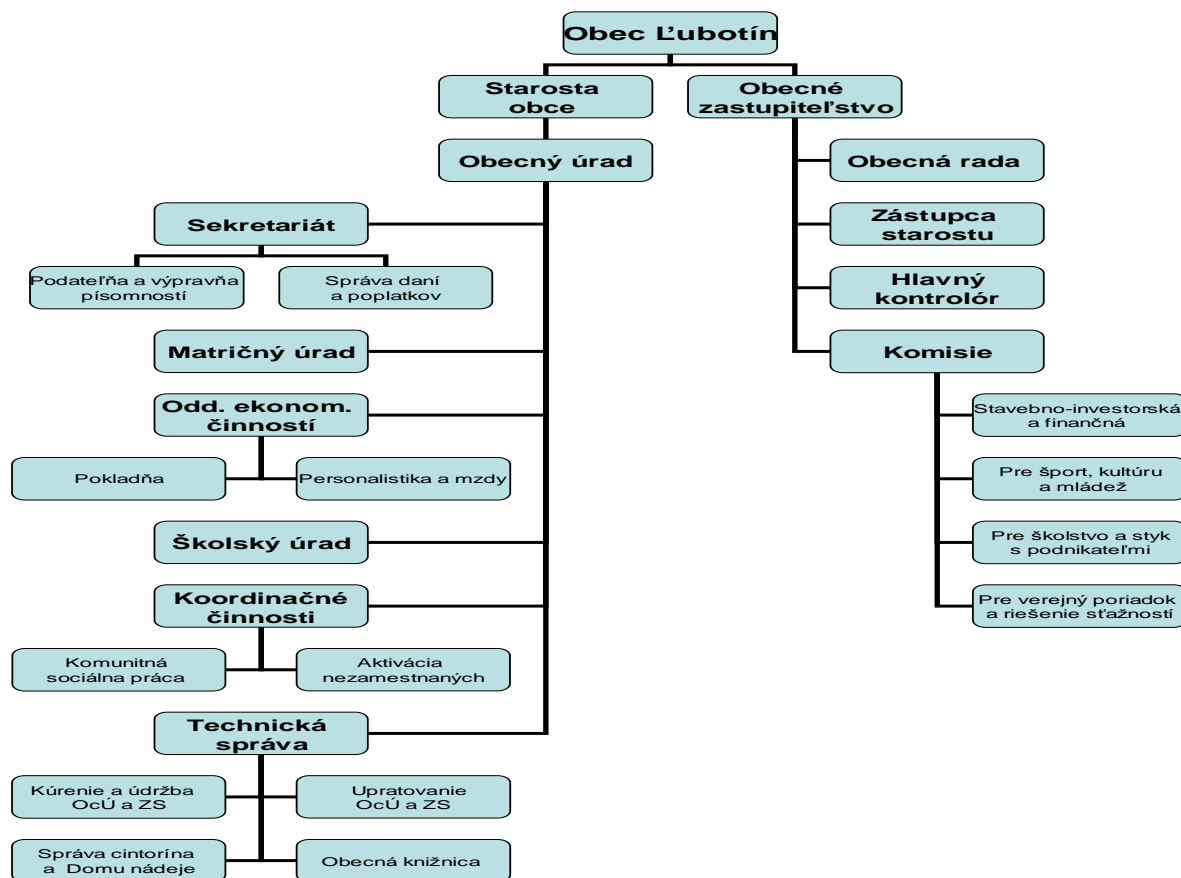 Obec Ľubotín
Starosta
obce
Obecné
zastupiteľstvo
Obecný úrad
Obecná rada
Sekretariát
Zástupca
starostu
Podateľňa a výpravňa
písomností
Správa daní
a poplatkov
Hlavný
kontrolór
Matričný úrad
Komisie
Odd. ekonom.
činností
Stavebno-investorská
a finančná
Pokladňa
Personalistika a mzdy
Pre šport, kultúru
a mládež
Školský úrad
Pre školstvo a styk
s podnikateľmi
Koordinačné
činnosti
Pre verejný poriadok
a riešenie sťažností
Komunitná
sociálna práca
Aktivácia
nezamestnaných
Technická
správa
Kúrenie a údržba
OcÚ a ZS
Upratovanie
OcÚ a ZS
Správa cintorína
a Domu nádeje
Obecná knižnica